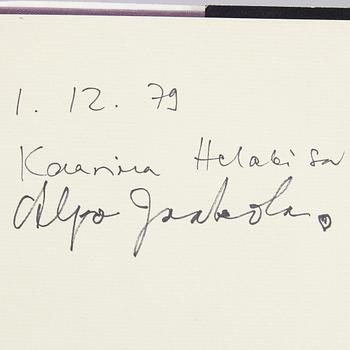 1. 12. 79
Kaarina Helakisa
Alpo Jaakola